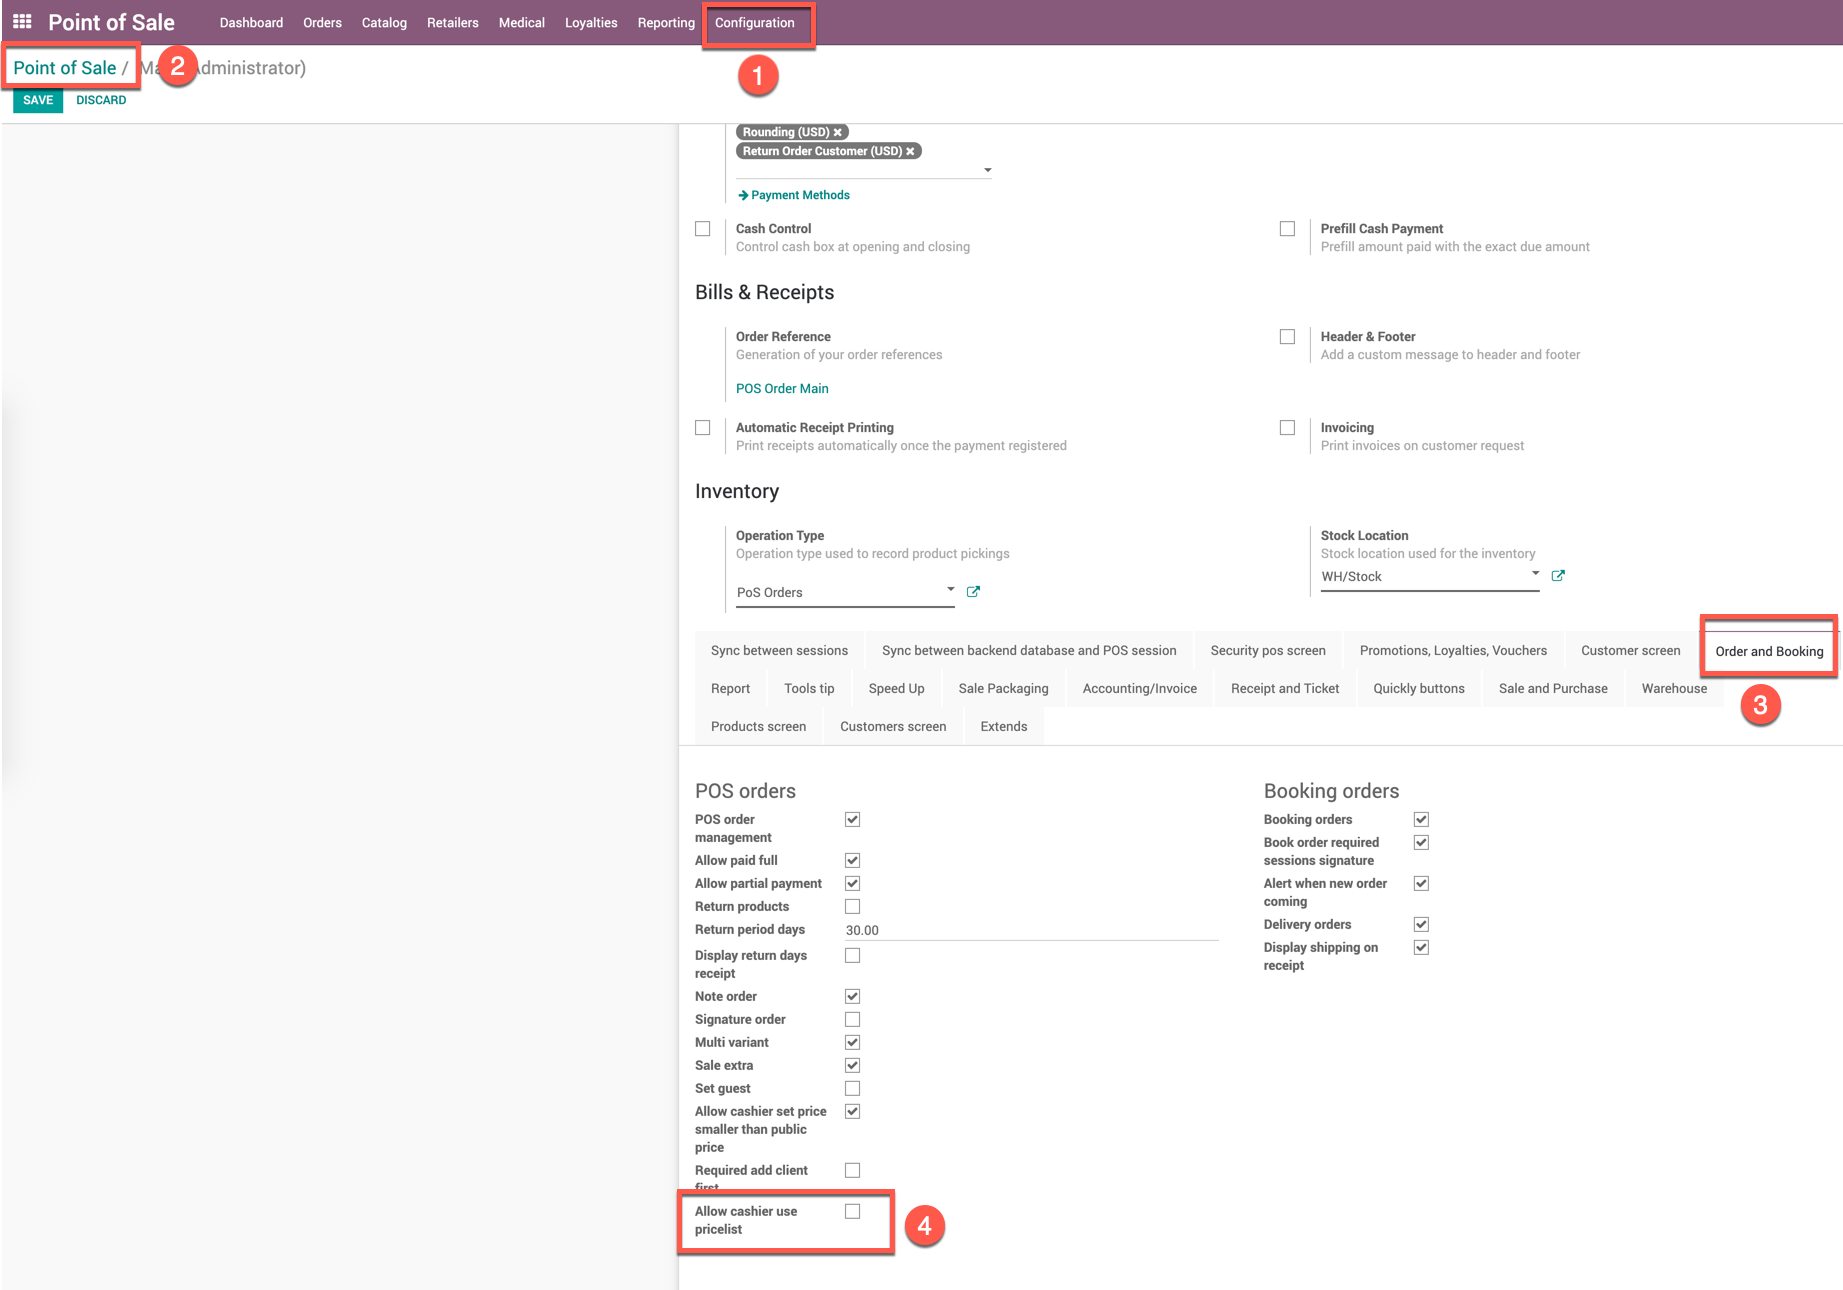 Point of Sale Dashboard Orders Catalog Retailers Medical Loyalties Reporting Configuration
1
Point of Sale / 2 Administrator)
SAVE DISCARD
Rounding (USD) ✖
Return Order Customer (USD) ✖
→ Payment Methods
Cash Control
Control cash box at opening and closing
Prefill Cash Payment
Prefill amount paid with the exact due amount
Bills & Receipts
Order Reference
Generation of your order references
POS Order Main
Header & Footer
Add a custom message to header and footer
Automatic Receipt Printing
Print receipts automatically once the payment registered
Invoicing
Print invoices on customer request
Inventory
Operation Type
Operation type used to record product pickings
PoS Orders
Stock Location
Stock location used for the inventory
WH/Stock
Sync between sessions Sync between backend database and POS session Security pos screen Promotions, Loyalties, Vouchers Customer screen Order and Booking
Report Tools tip Speed Up Sale Packaging Accounting/Invoice Receipt and Ticket Quickly buttons Sale and Purchase Warehouse 3
Products screen Customers screen Extends
POS orders
POS order
management
Allow paid full
Allow partial payment
Return products
Return period days 30.00
Display return days
receipt
Note order
Signature order
Multi variant
Sale extra
Set guest
Allow cashier set price
smaller than public
price
Required add client
first
Allow cashier use
pricelist
4
Booking orders
Booking orders
Book order required
sessions signature
Alert when new order
coming
Delivery orders
Display shipping on
receipt